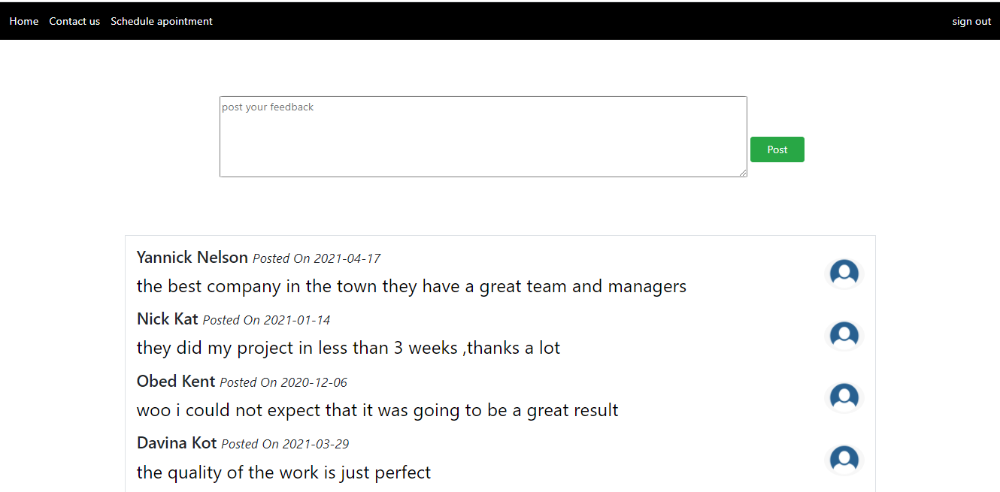 Home Contact us Schedule apointment sign out
post your feedback
Post
Yannick Nelson Posted On 2021-04-17
the best company in the town they have a great team and managers
Nick Kat Posted On 2021-01-14
they did my project in less than 3 weeks ,thanks a lot
Obed Kent Posted On 2020-12-06
woo i could not expect that it was going to be a great result
Davina Kot Posted On 2021-03-29
the quality of the work is just perfect